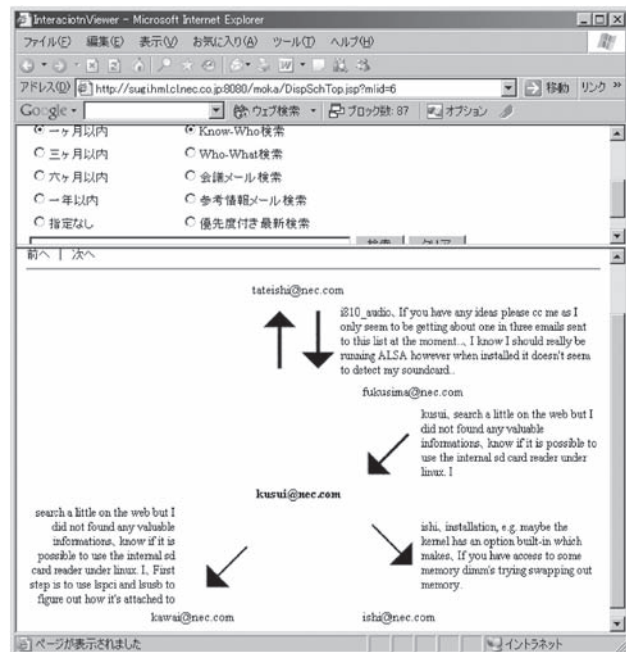 InteraciotnViewer - Microsoft Internet Explorer
ファイル(F) 編集(E) 表示(V) お気に入り(A) ツール(T) ヘルプ(H)
アドレス(D) http://sugi.hml.cl.nec.co.jp:8080/moka/DispSchTop.jsp?mlid=6 移動 リンク »
Google ウェブ検索 ブロック数: 87 オプション
一ヶ月以内 Know-Who検索
三ヶ月以内 Who-What検索
六ヶ月以内 会議メール検索
一年以内 参考情報メール検索
指定なし 優先度付き最新検索
検索 クリア
前へ | 次へ
tateishi@nec.com
i810_audio、If you have any ideas please cc me as I
only seem to be getting about one in three emails sent
to this list at the moment..、I know I should really be
running ALSA however when installed it doesn't seem
to detect my soundcard..
fukusima@nec.com
kusui、search a little on the web but I
did not found any valuable
informations、know if it is possible to
use the internal sd card reader under
linux. I
kusui@nec.com
search a little on the web but I
did not found any valuable
informations、know if it is
possible to use the internal sd
card reader under linux. I、First
step is to use lspci and lsusb to
figure out how it's attached to
kawai@nec.com
ishi、installation, e.g. maybe the
kernel has an option built-in which
makes、If you have access to some
memory dimm's trying swapping out
memory.
ishi@nec.com
ページが表示されました イントラネット